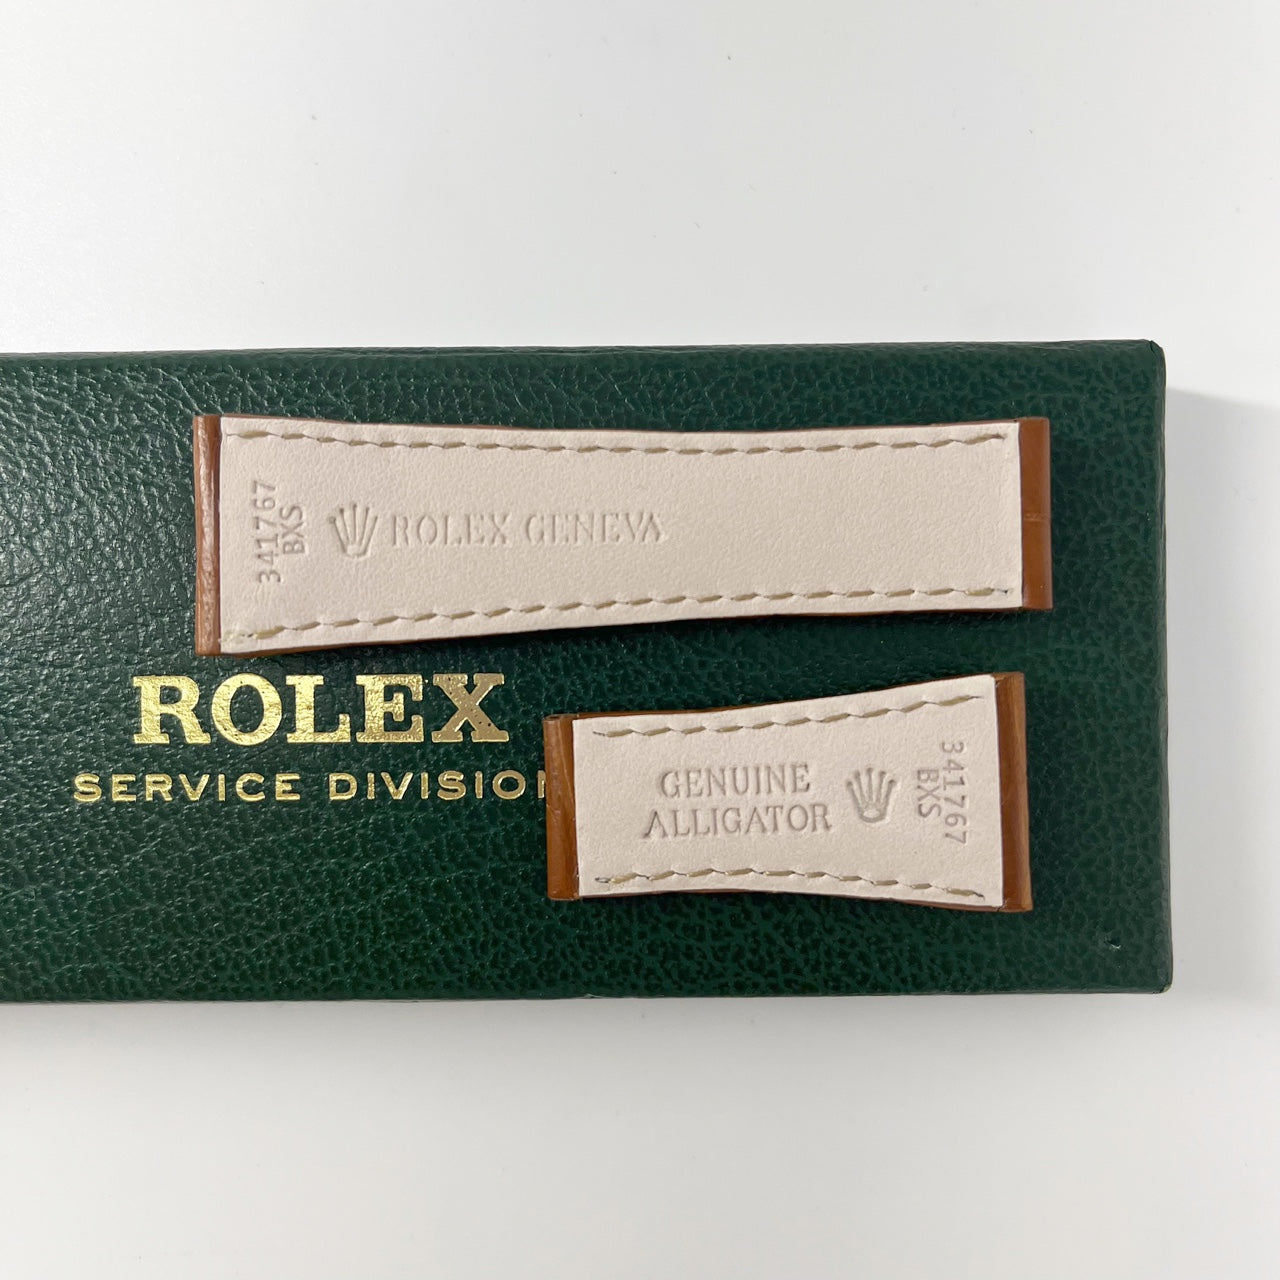 341767
BXS
ROLEX GENEVA
ROLEX
SERVICE DIVISION
GENUINE
ALLIGATOR
341767
BXS